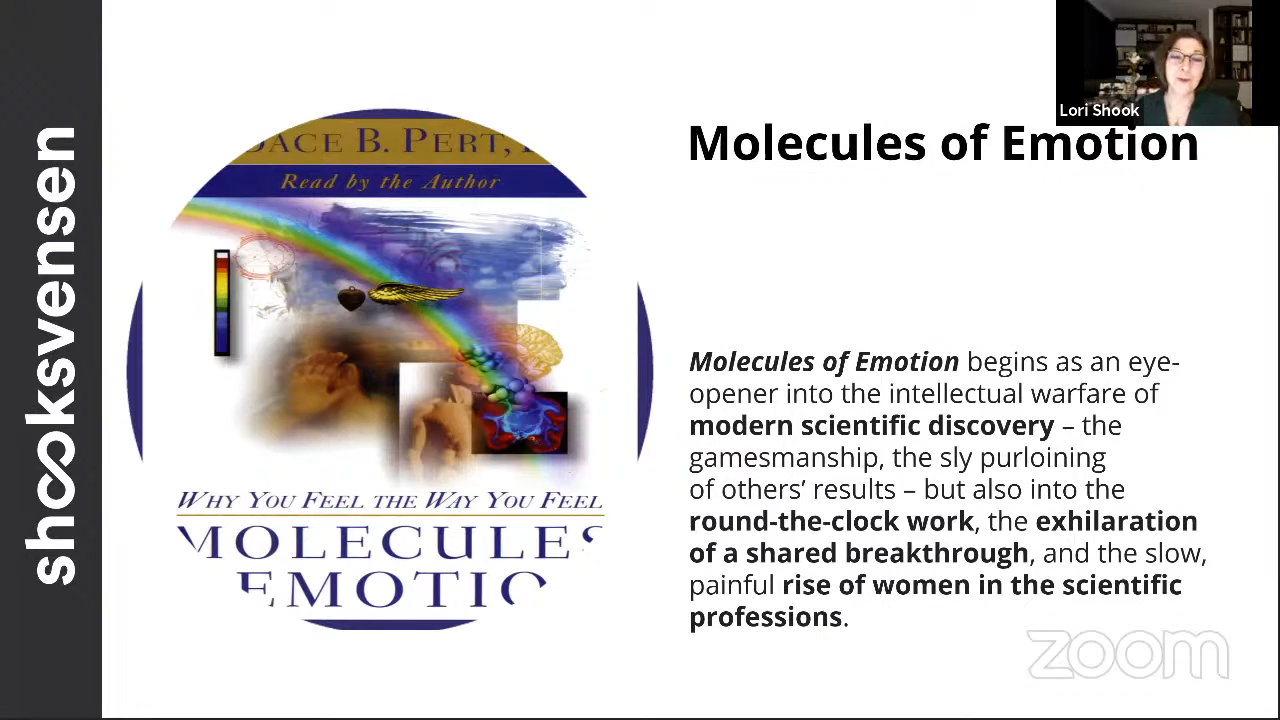 shooksvensen
Lori Shook
ACE B. PERT,
Read by the Author
WHY YOU FEEL THE WAY YOU FEEL
MOLECULES
EMOTIO
Molecules of Emotion
Molecules of Emotion begins as an eye-
opener into the intellectual warfare of
modern scientific discovery – the
gamesmanship, the sly purloining
of others’ results – but also into the
round-the-clock work, the exhilaration
of a shared breakthrough, and the slow,
painful rise of women in the scientific
professions.
zoom